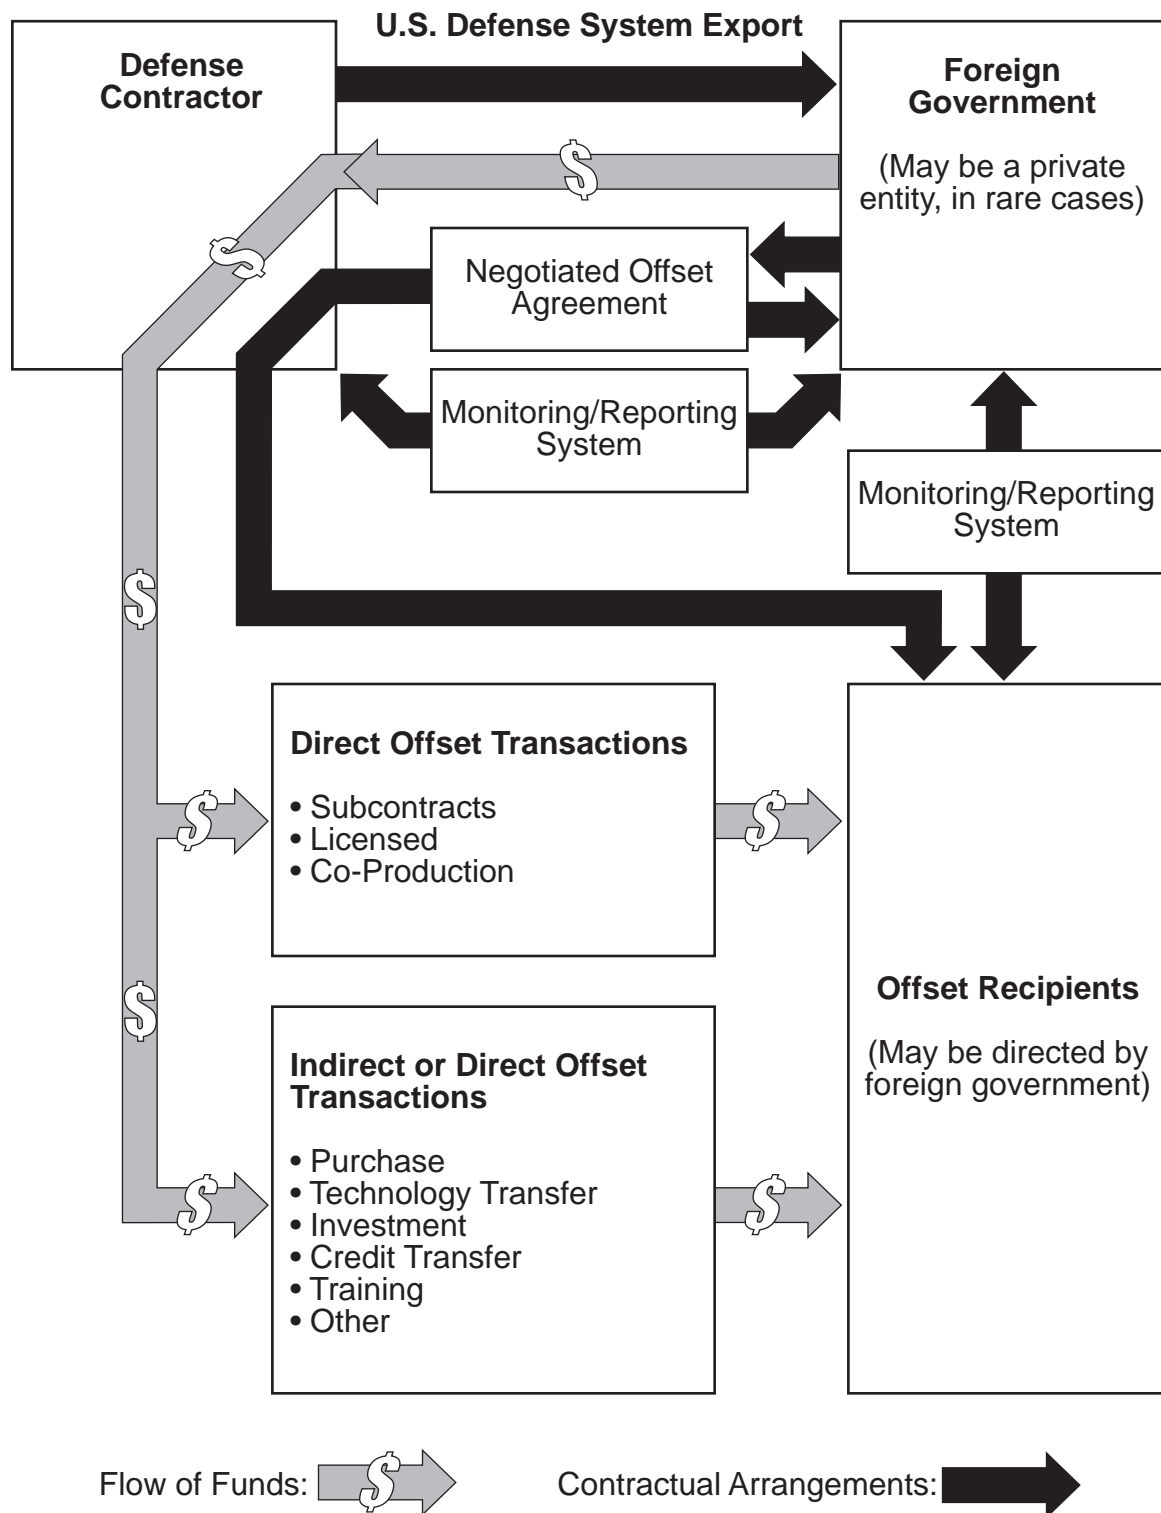 U.S. Defense System Export
Defense
Contractor
Foreign
Government
(May be a private
entity, in rare cases)
$
$
Negotiated Offset
Agreement
Monitoring/Reporting
System
Monitoring/Reporting
System
$
Direct Offset Transactions
• Subcontracts
• Licensed
• Co-Production
$
$
$
Indirect or Direct Offset
Transactions
• Purchase
• Technology Transfer
• Investment
• Credit Transfer
• Training
• Other
$
$
Offset Recipients
(May be directed by
foreign government)
Flow of Funds: $
Contractual Arrangements: